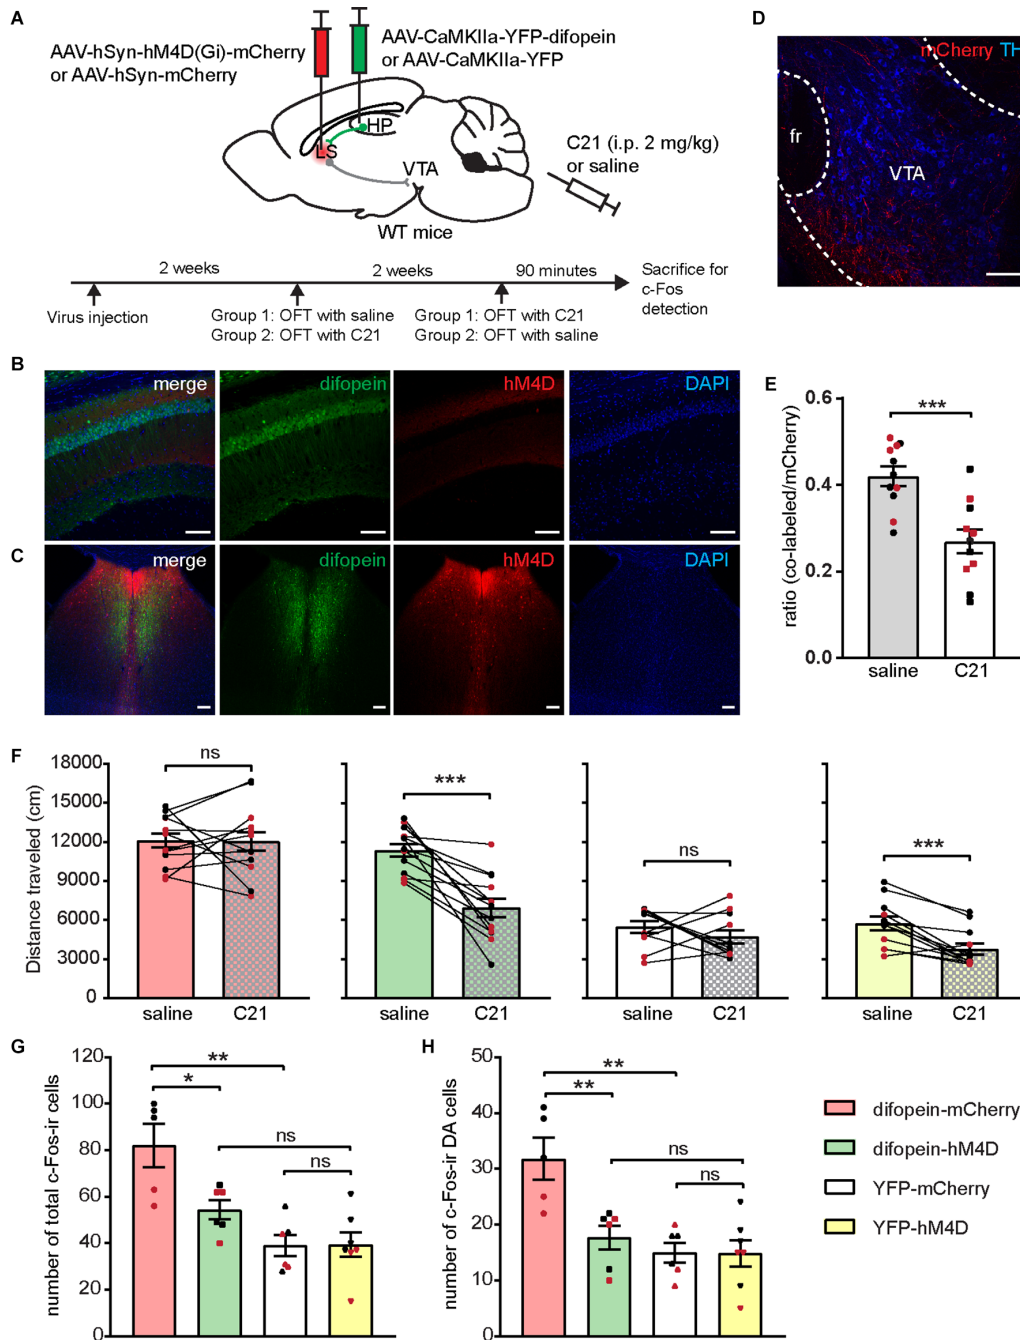 A
AAV-hSyn-hM4D(Gi)-mCherry
or AAV-hSyn-mCherry
AAV-CaMKIIa-YFP-difopein
or AAV-CaMKIIa-YFP
HP
LS
VTA
C21 (i.p. 2 mg/kg)
or saline
WT mice
2 weeks
2 weeks
90 minutes
Sacrifice for
c-Fos
detection
Virus injection
Group 1: OFT with saline
Group 2: OFT with C21
Group 1: OFT with C21
Group 2: OFT with saline
D
mCherry TH
fr
VTA
B
merge
difopein
hM4D
DAPI
C
merge
difopein
hM4D
DAPI
E
ratio (co-labeled/mCherry)
0.6
0.4
0.2
0.0
***
saline
C21
F
Distance traveled (cm)
18000
15000
12000
9000
6000
3000
0
ns
saline
C21
***
saline
C21
ns
saline
C21
***
saline
C21
G
number of total c-Fos-ir cells
120
100
80
60
40
20
0
**
*
ns
ns
H
number of c-Fos-ir DA cells
50
40
30
20
10
0
**
**
ns
ns
difopein-mCherry
difopein-hM4D
YFP-mCherry
YFP-hM4D